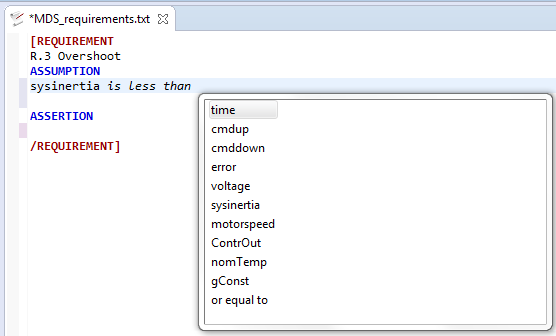 *MDS_requirements.txt
[REQUIREMENT
R.3 Overshoot
ASSUMPTION
sysinertia is less than
ASSERTION
/REQUIREMENT]
time
cmdup
cmddown
error
voltage
sysinertia
motorspeed
ContrOut
nomTemp
gConst
or equal to